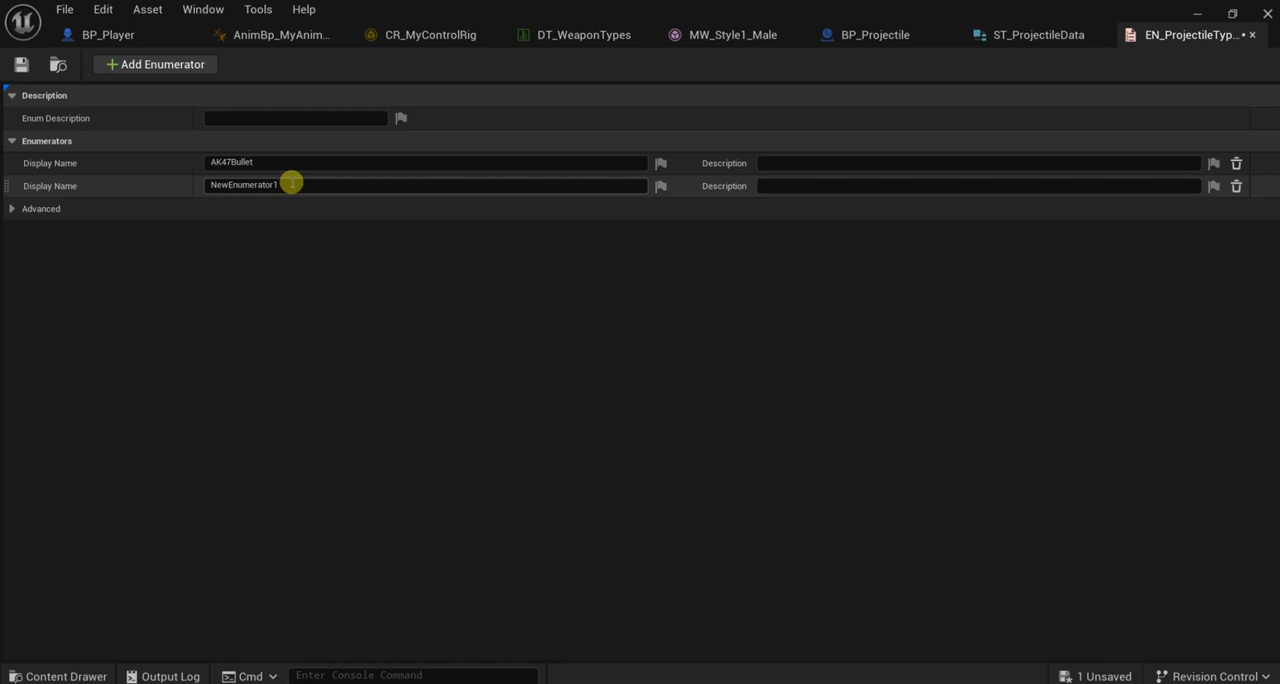 File Edit Asset Window Tools Help
BP_Player AnimBp_MyAnim... CR_MyControlRig DT_WeaponTypes MW_Style1_Male BP_Projectile ST_ProjectileData EN_ProjectileTyp...•
Add Enumerator
Description
Enum Description
Enumerators
Display Name AK47Bullet Description
Display Name NewEnumerator1 Description
Advanced
Content Drawer Output Log Cmd Enter Console Command 1 Unsaved Revision Control